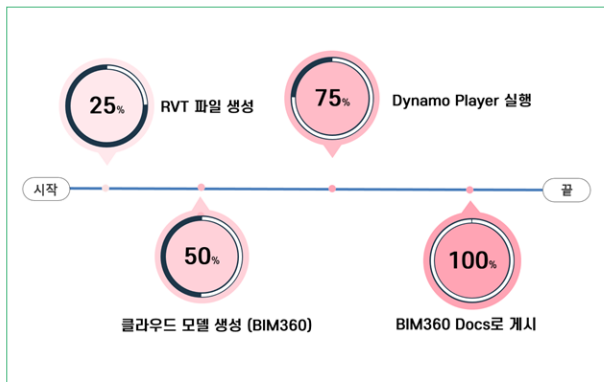 25%
RVT 파일 생성
75%
Dynamo Player 실행
시작
끝
50%
클라우드 모델 생성 (BIM360)
100%
BIM360 Docs로 게시